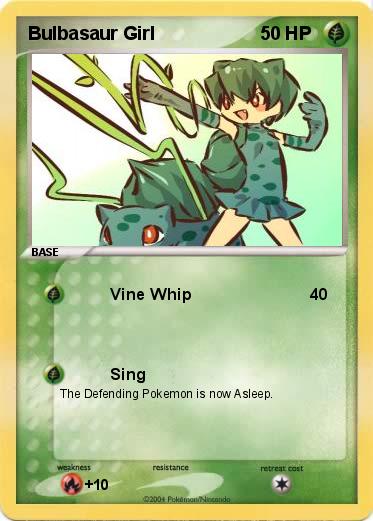 Bulbasaur Girl 50 HP
BASE
Vine Whip 40
Sing
The Defending Pokemon is now Asleep.
weakness resistance retreat cost
+10
©2004 Pokémon/Nintendo